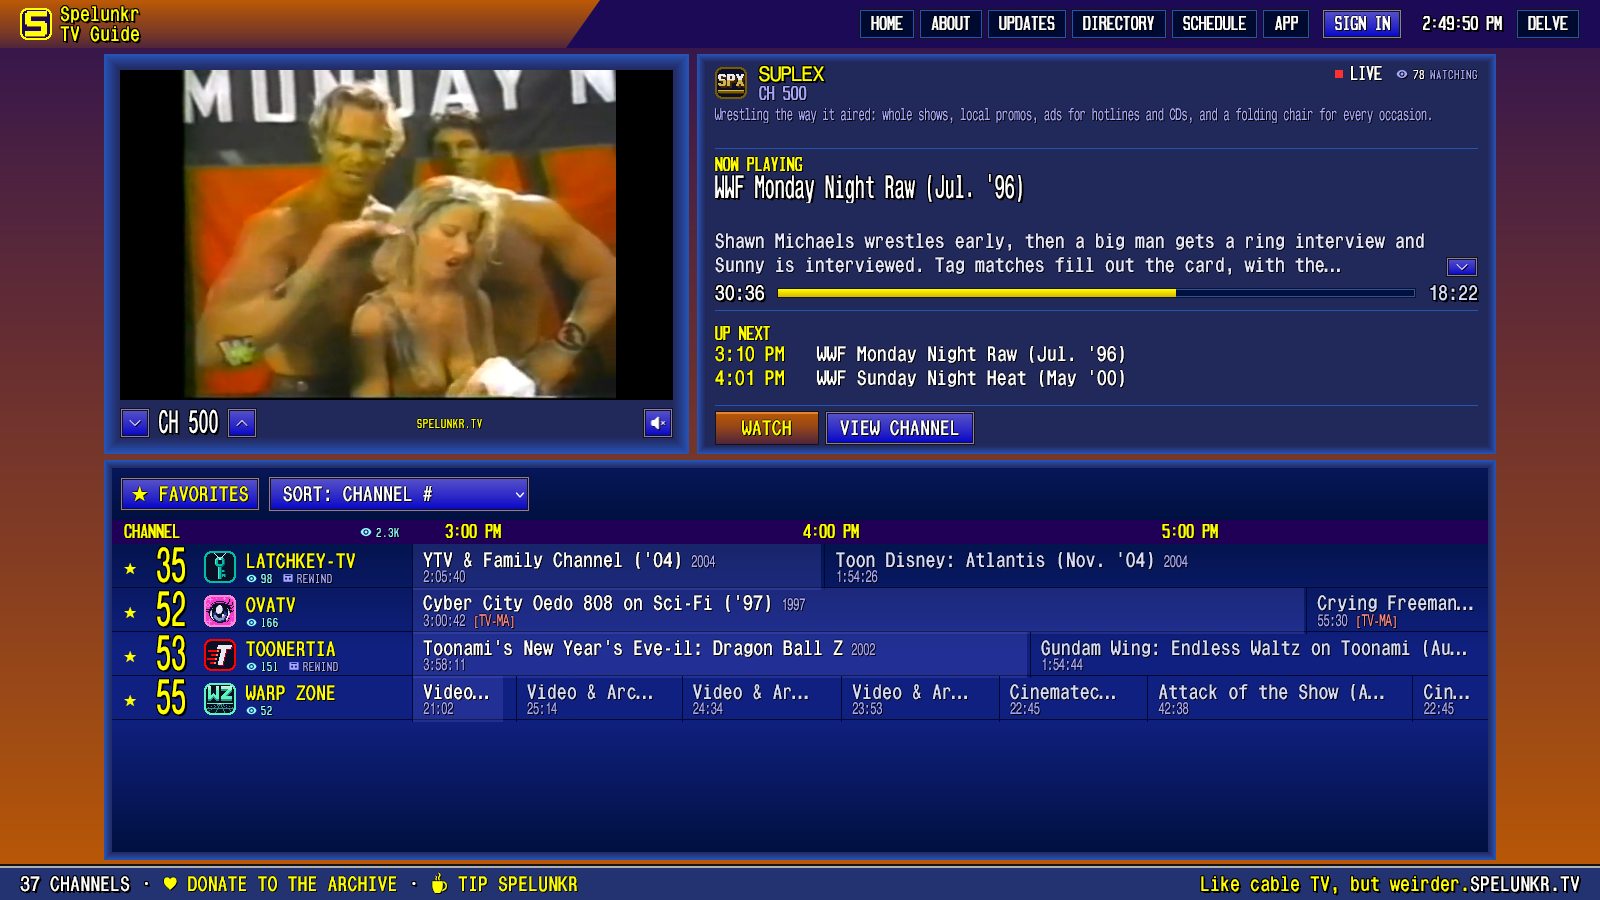 Spelunkr
TV Guide
HOME ABOUT UPDATES DIRECTORY SCHEDULE APP SIGN IN 2:49:50 PM DELVE
MONDAY N
SPX
SUPLEX
CH 500
LIVE 78 WATCHING
Wrestling the way it aired: whole shows, local promos, ads for hotlines and CDs, and a folding chair for every occasion.
NOW PLAYING
WWF Monday Night Raw (Jul. '96)
Shawn Michaels wrestles early, then a big man gets a ring interview and
Sunny is interviewed. Tag matches fill out the card, with the…
30:36 18:22
UP NEXT
3:10 PM WWF Monday Night Raw (Jul. '96)
4:01 PM WWF Sunday Night Heat (May '00)
CH 500 SPELUNKR.TV
WATCH VIEW CHANNEL
★ FAVORITES SORT: CHANNEL #
CHANNEL 2.3K 3:00 PM 4:00 PM 5:00 PM
★ 35 LATCHKEY-TV
98 REWIND
YTV & Family Channel ('04) 2004
2:05:40
Toon Disney: Atlantis (Nov. '04) 2004
1:54:26
★ 52 OVATV
166
Cyber City Oedo 808 on Sci-Fi ('97) 1997
3:00:42 [TV-MA]
Crying Freeman…
55:30 [TV-MA]
★ 53 T TOONERTIA
151 REWIND
Toonami's New Year's Eve-il: Dragon Ball Z 2002
3:58:11
Gundam Wing: Endless Waltz on Toonami (Au…
1:54:44
★ 55 WZ WARP ZONE
52
Video…
21:02
Video & Arc…
25:14
Video & Ar…
24:34
Video & Ar…
23:53
Cinematec…
22:45
Attack of the Show (A…
42:38
Cin…
22:45
37 CHANNELS · ♥ DONATE TO THE ARCHIVE · TIP SPELUNKR
Like cable TV, but weirder.SPELUNKR.TV